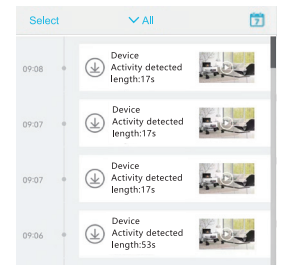 Select All 7
Device
09:08 Activity detected
length:17s
Device
09:07 Activity detected
length:17s
Device
09:07 Activity detected
length:17s
Device
09:06 Activity detected
length:53s